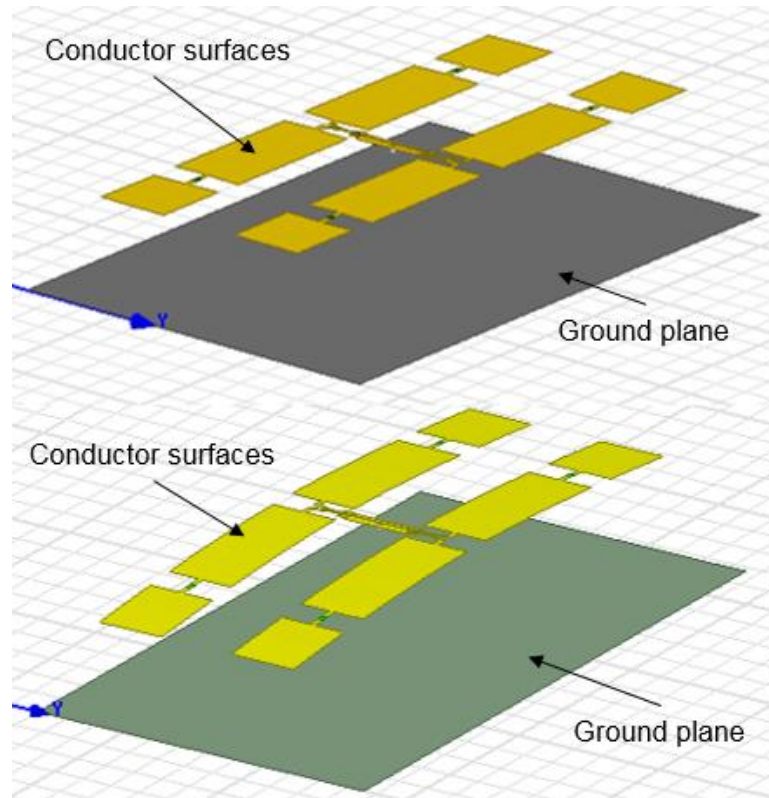 Conductor surfaces
Y
Ground plane
Conductor surfaces
Y
Ground plane